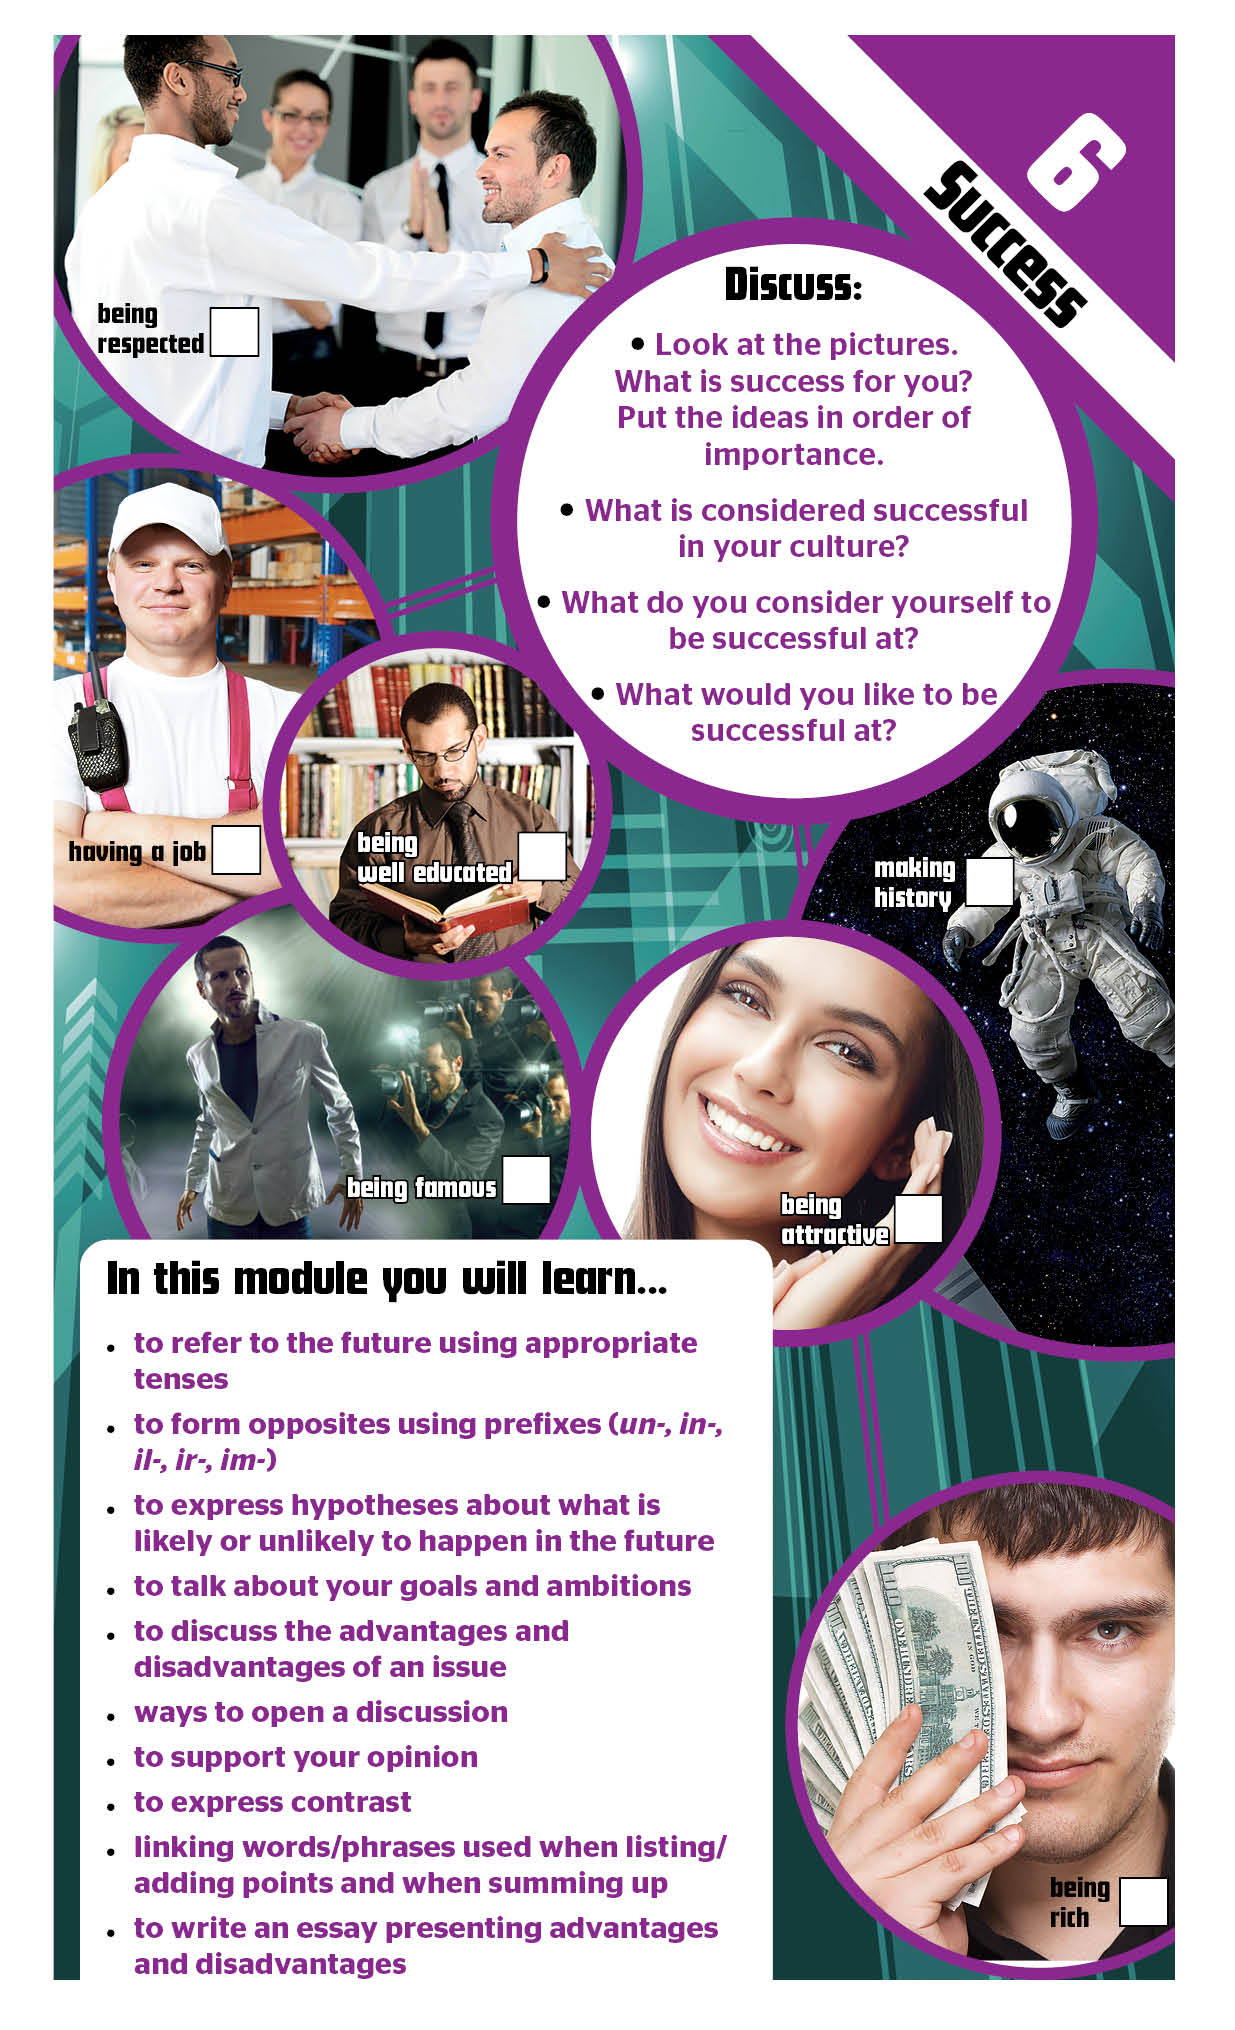 6
Success
Discuss:
• Look at the pictures.
What is success for you?
Put the ideas in order of
importance.
• What is considered successful
in your culture?
• What do you consider yourself to
be successful at?
• What would you like to be
successful at?
being
respected
having a job
being
well educated
making
history
being famous
being
attractive
being
rich
In this module you will learn...
• to refer to the future using appropriate
tenses
• to form opposites using prefixes (un-, in-,
il-, ir-, im-)
• to express hypotheses about what is
likely or unlikely to happen in the future
• to talk about your goals and ambitions
• to discuss the advantages and
disadvantages of an issue
• ways to open a discussion
• to support your opinion
• to express contrast
• linking words/phrases used when listing/
adding points and when summing up
• to write an essay presenting advantages
and disadvantages